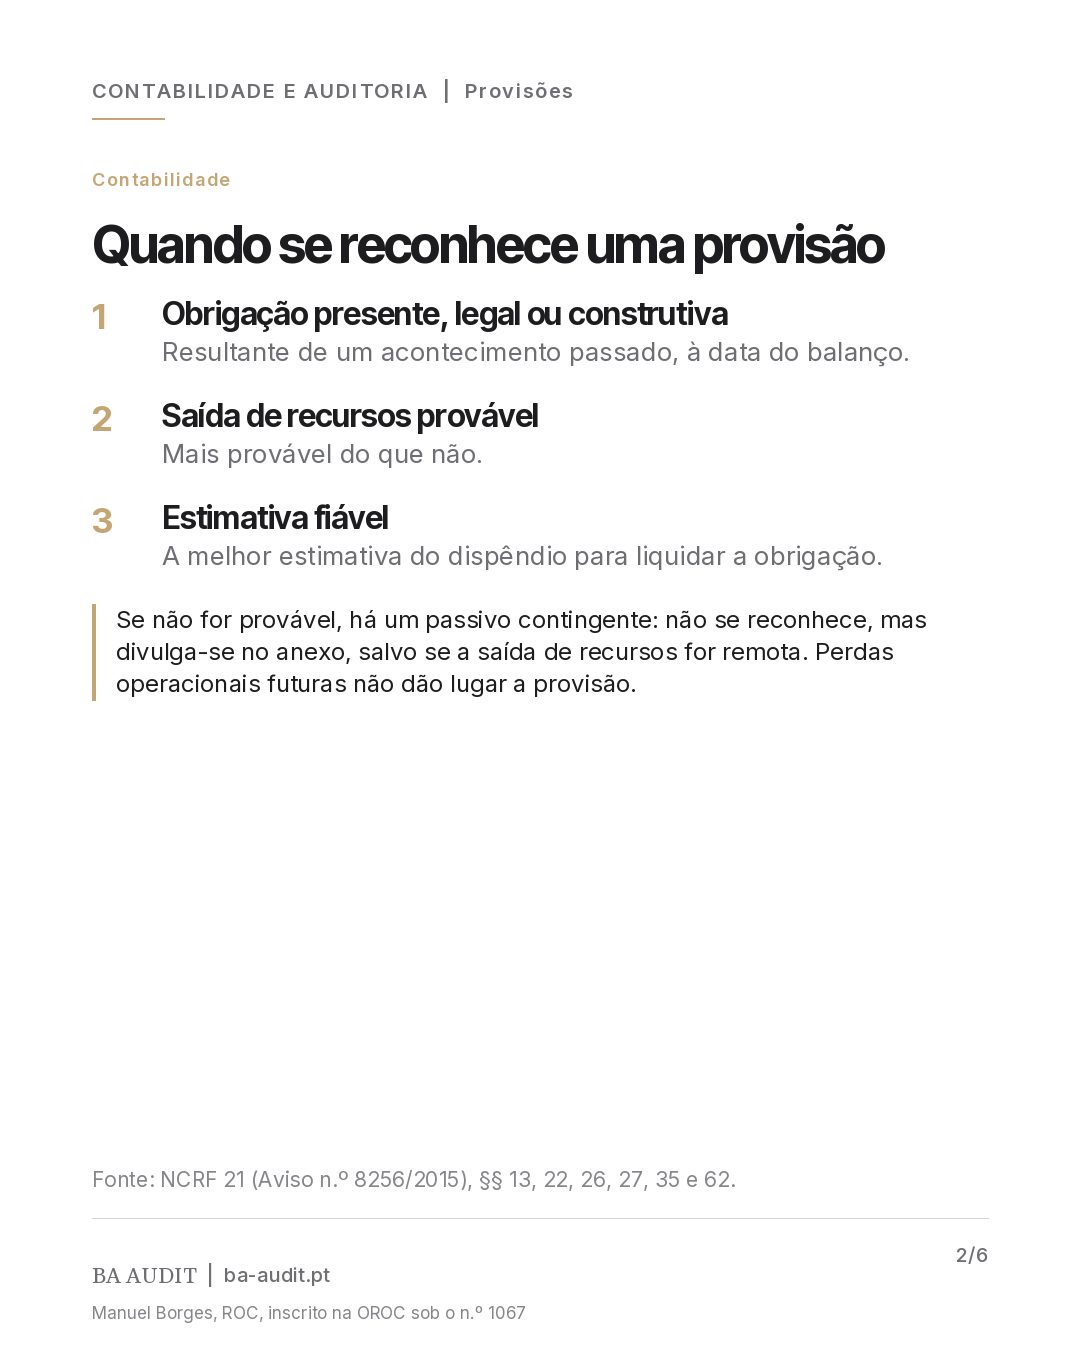 CONTABILIDADE E AUDITORIA | Provisões
Contabilidade
Quando se reconhece uma provisão
1 Obrigação presente, legal ou construtiva
Resultante de um acontecimento passado, à data do balanço.
2 Saída de recursos provável
Mais provável do que não.
3 Estimativa fiável
A melhor estimativa do dispêndio para liquidar a obrigação.
Se não for provável, há um passivo contingente: não se reconhece, mas
divulga-se no anexo, salvo se a saída de recursos for remota. Perdas
operacionais futuras não dão lugar a provisão.
Fonte: NCRF 21 (Aviso n.º 8256/2015), §§ 13, 22, 26, 27, 35 e 62.
2/6
BA AUDIT | ba-audit.pt
Manuel Borges, ROC, inscrito na OROC sob o n.º 1067